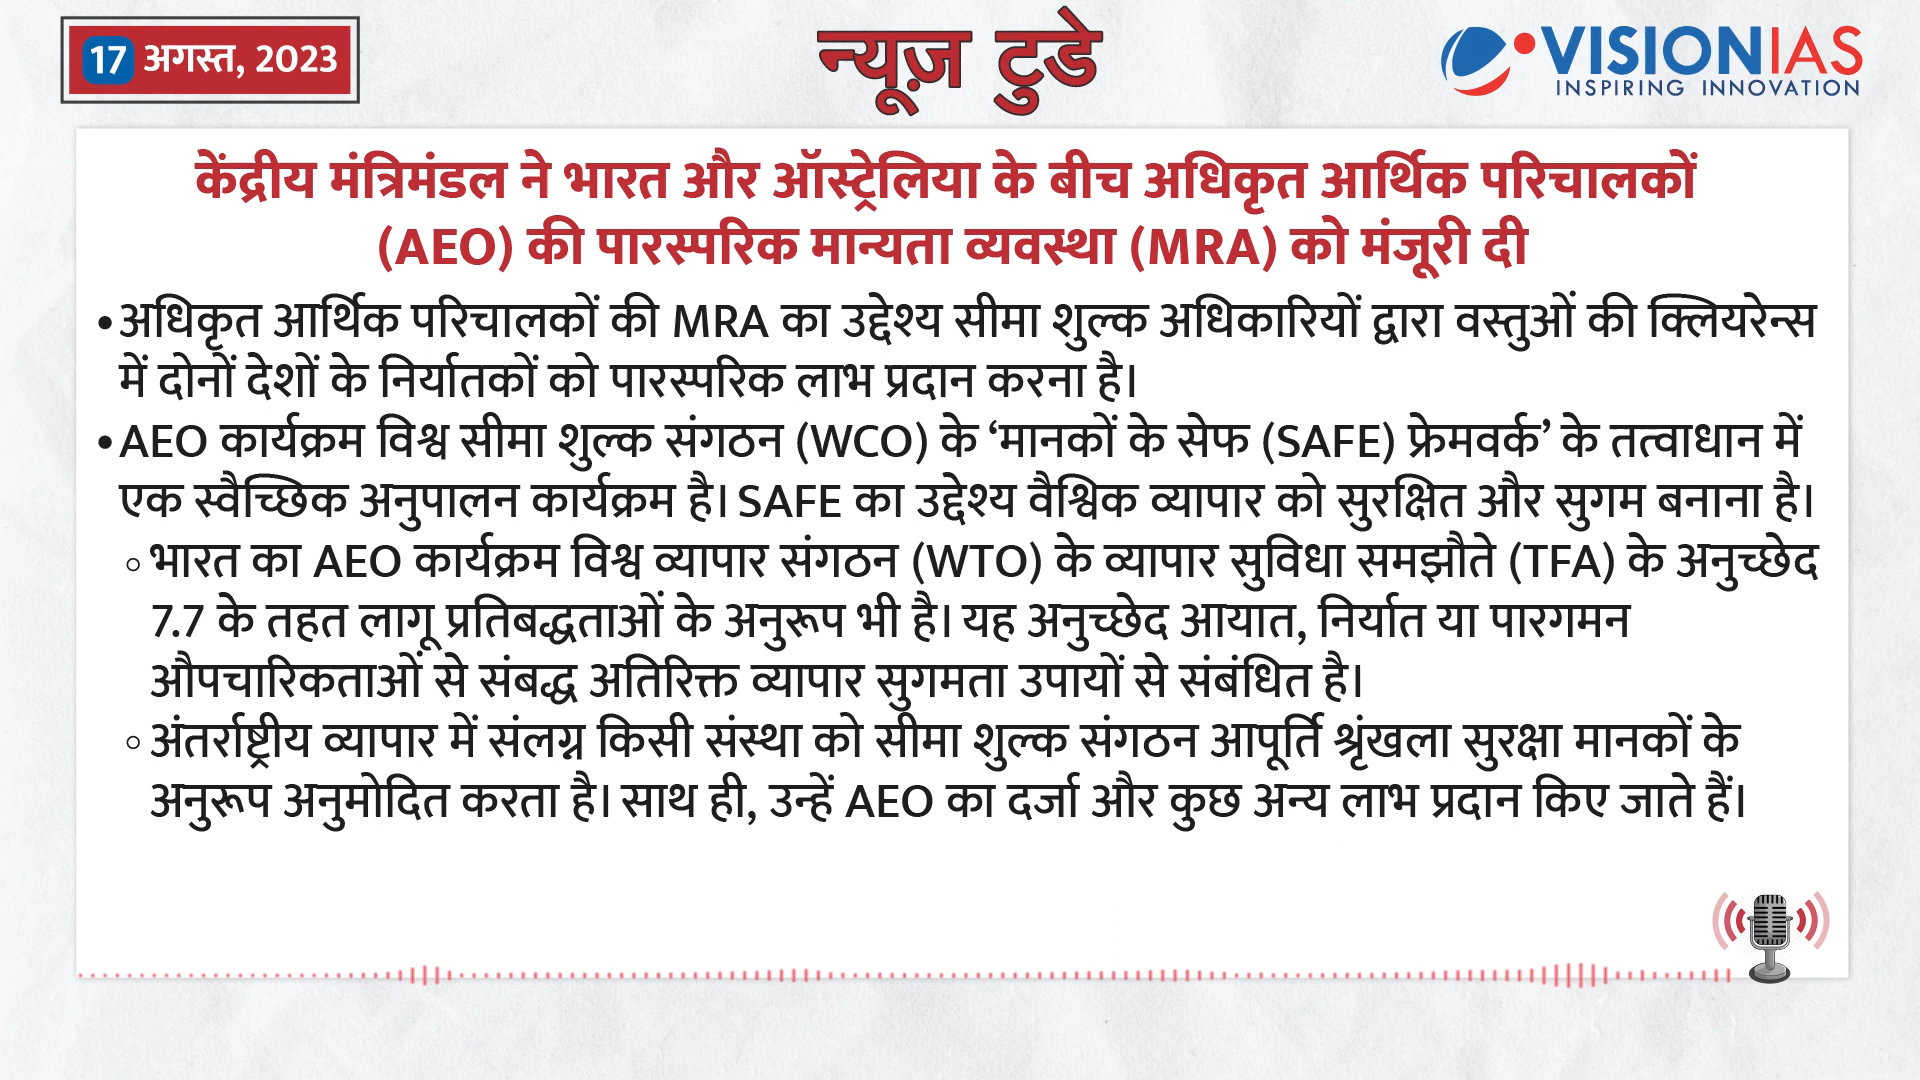 17 अगस्त, 2023
न्यूज़ टुडे
VISIONIAS
INSPIRING INNOVATION
केंद्रीय मंत्रिमंडल ने भारत और ऑस्ट्रेलिया के बीच अधिकृत आर्थिक परिचालकों
(AEO) की पारस्परिक मान्यता व्यवस्था (MRA) को मंजूरी दी
•अधिकृत आर्थिक परिचालकों की MRA का उद्देश्य सीमा शुल्क अधिकारियों द्वारा वस्तुओं की क्लियरेन्स
में दोनों देशों के निर्यातकों को पारस्परिक लाभ प्रदान करना है।
•AEO कार्यक्रम विश्व सीमा शुल्क संगठन (WCO) के ‘मानकों के सेफ (SAFE) फ्रेमवर्क’ के तत्वाधान में
एक स्वैच्छिक अनुपालन कार्यक्रम है। SAFE का उद्देश्य वैश्विक व्यापार को सुरक्षित और सुगम बनाना है।
◦भारत का AEO कार्यक्रम विश्व व्यापार संगठन (WTO) के व्यापार सुविधा समझौते (TFA) के अनुच्छेद
7.7 के तहत लागू प्रतिबद्धताओं के अनुरूप भी है। यह अनुच्छेद आयात, निर्यात या पारगमन
औपचारिकताओं से संबद्ध अतिरिक्त व्यापार सुगमता उपायों से संबंधित है।
◦अंतर्राष्ट्रीय व्यापार में संलग्न किसी संस्था को सीमा शुल्क संगठन आपूर्ति श्रृंखला सुरक्षा मानकों के
अनुरूप अनुमोदित करता है। साथ ही, उन्हें AEO का दर्जा और कुछ अन्य लाभ प्रदान किए जाते हैं।